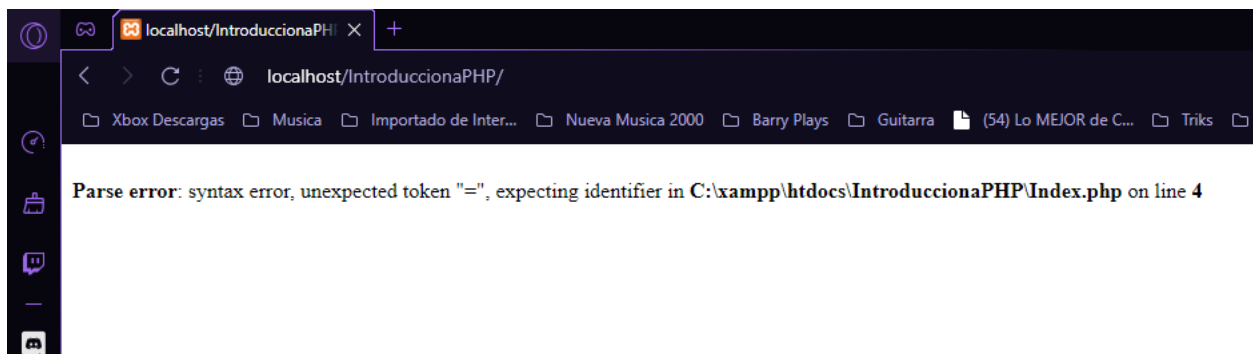 localhost/IntroduccionaPH
localhost/IntroduccionaPHP/
Xbox Descargas Musica Importado de Inter... Nueva Musica 2000 Barry Plays Guitarra (54) Lo MEJOR de C... Triks
Parse error: syntax error, unexpected token "=", expecting identifier in C:\xampp\htdocs\IntroduccionaPHP\Index.php on line 4